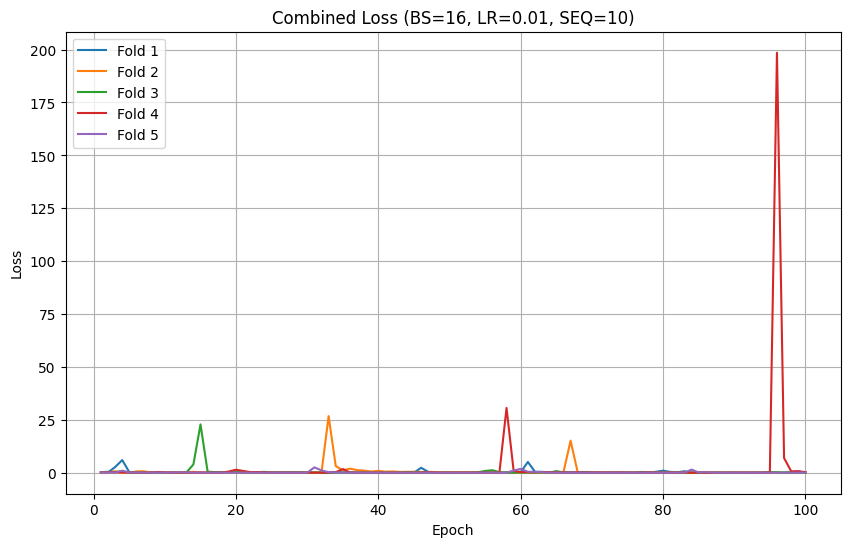 Combined Loss (BS=16, LR=0.01, SEQ=10)
Fold 1
Fold 2
Fold 3
Fold 4
Fold 5
200
175
150
125
100
75
50
25
0
Loss
0 20 40 60 80 100
Epoch